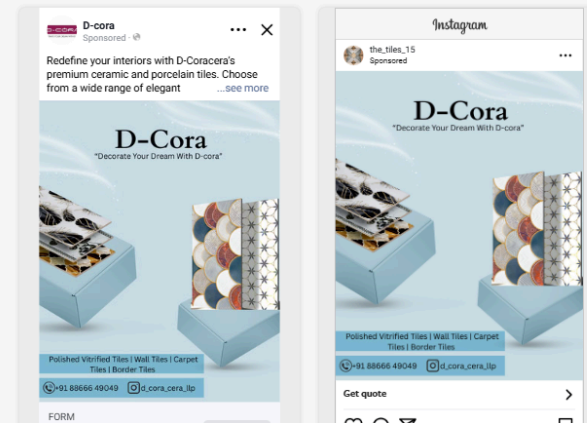 D-CORA
D-cora
Sponsored ·
Redefine your interiors with D-Coracera's
premium ceramic and porcelain tiles. Choose
from a wide range of elegant ...see more
D-Cora
"Decorate Your Dream With D-cora"
Polished Vitrified Tiles | Wall Tiles | Carpet
Tiles | Border Tiles
+91 88666 49049 d_cora_cera_llp
FORM
Instagram
the_tiles_15
Sponsored
D-Cora
"Decorate Your Dream With D-cora"
Polished Vitrified Tiles | Wall Tiles | Carpet
Tiles | Border Tiles
+91 88666 49049 d_cora_cera_llp
Get quote